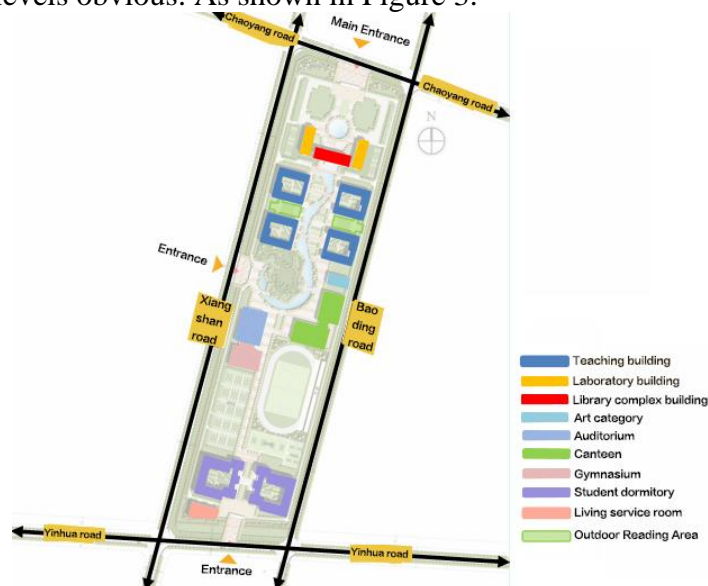 levels obvious. As shown in Figure 3.
Chaoyang road
Main Entrance
Chaoyang road
N
Entrance
Xiang
shan
road
Bao
ding
road
Teaching building
Laboratory building
Library complex building
Art category
Auditorium
Canteen
Gymnasium
Student dormitory
Living service room
Outdoor Reading Area
Yinhua road
Yinhua road
Entrance